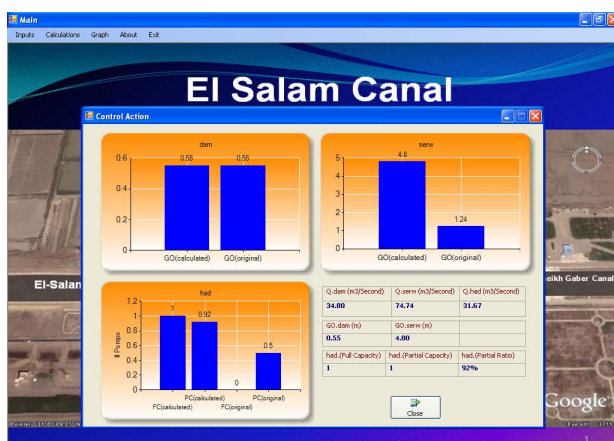 Main
Inputs Calculations Graph About Exit
El Salam Canal
Control Action
dam
0.6
0.4
0.2
0
0.55
0.55
GO(calculated) GO(original)
serw
5
4
3
2
1
0
4.8
1.24
GO(calculated) GO(original)
had
# Pumps
1.2
1
0.8
0.6
0.4
0.2
0
1
0.92
0
0.5
PC(calculated) PC(original)
FC(calculated) FC(original)
Q.dam (m3/Second) Q.serw (m3/Second) Q.had (m3/Second)
34.80 74.74 31.67
GO.dam (m) GO.serw (m)
0.55 4.80
had.(Full Capacity) had.(Partial Capacity) had.(Partial Ratio)
1 1 92%
Close
El-Salan
eikh Gaber Canal
Google